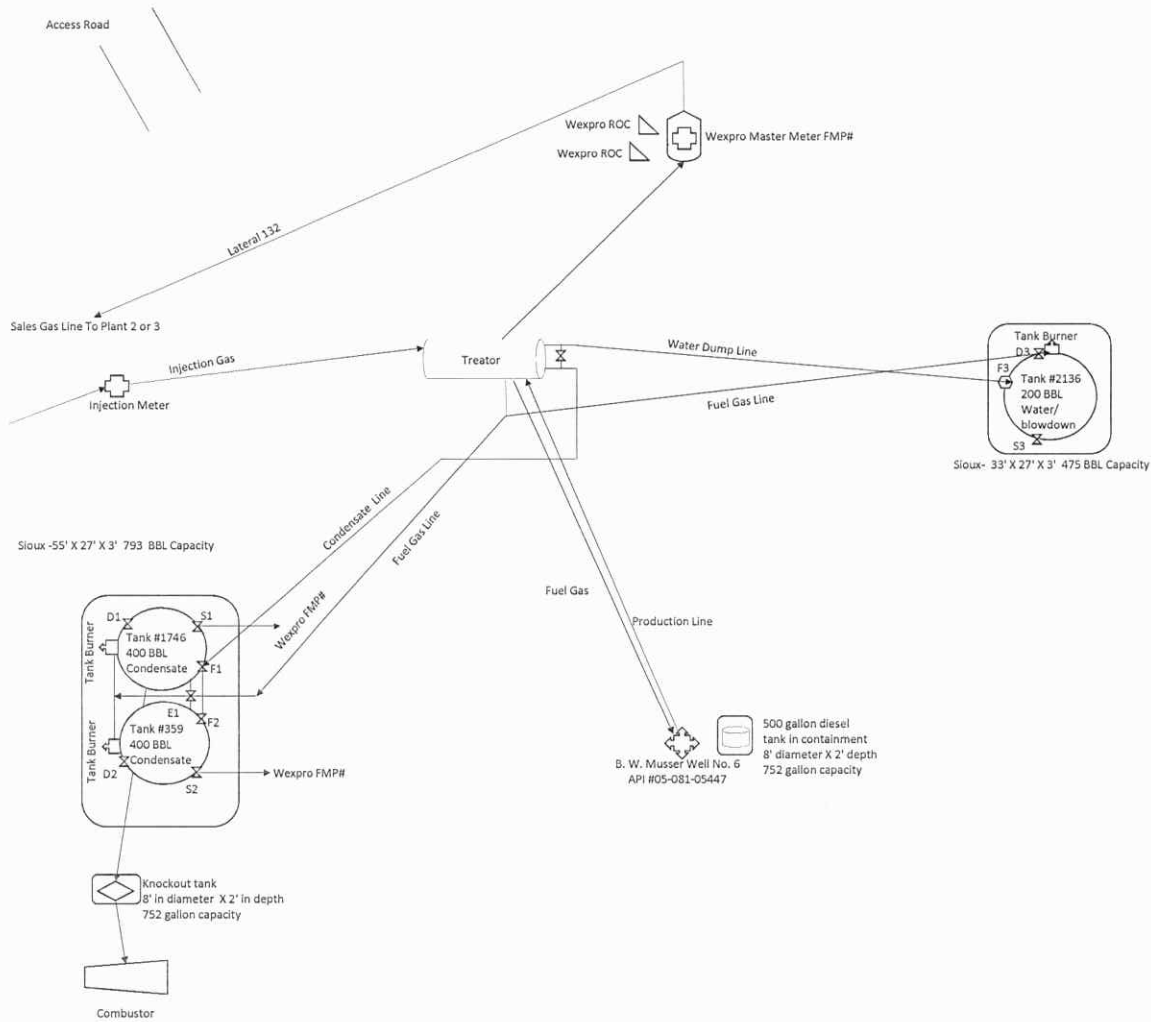 Access Road
Wexpro ROC
Wexpro Master Meter FMP#
Wexpro ROC
Lateral 132
Sales Gas Line To Plant 2 or 3
Injection Gas
Injection Meter
Treator
Water Dump Line
Fuel Gas Line
Tank Burner
D3
F3
Tank #2136
200 BBL
Water/
blowdown
S3
Sioux- 33' X 27' X 3' 475 BBL Capacity
Condensate Line
Fuel Gas Line
Wexpro FMP#
Sioux -55' X 27' X 3' 793 BBL Capacity
D1
S1
Tank Burner
Tank #1746
400 BBL
Condensate
F1
E1
F2
Tank Burner
Tank #359
400 BBL
Condensate
D2
S2
Wexpro FMP#
Fuel Gas
Production Line
B. W. Musser Well No. 6
API #05-081-05447
500 gallon diesel
tank in containment
8' diameter X 2' depth
752 gallon capacity
Knockout tank
8' in diameter X 2' in depth
752 gallon capacity
Combustor